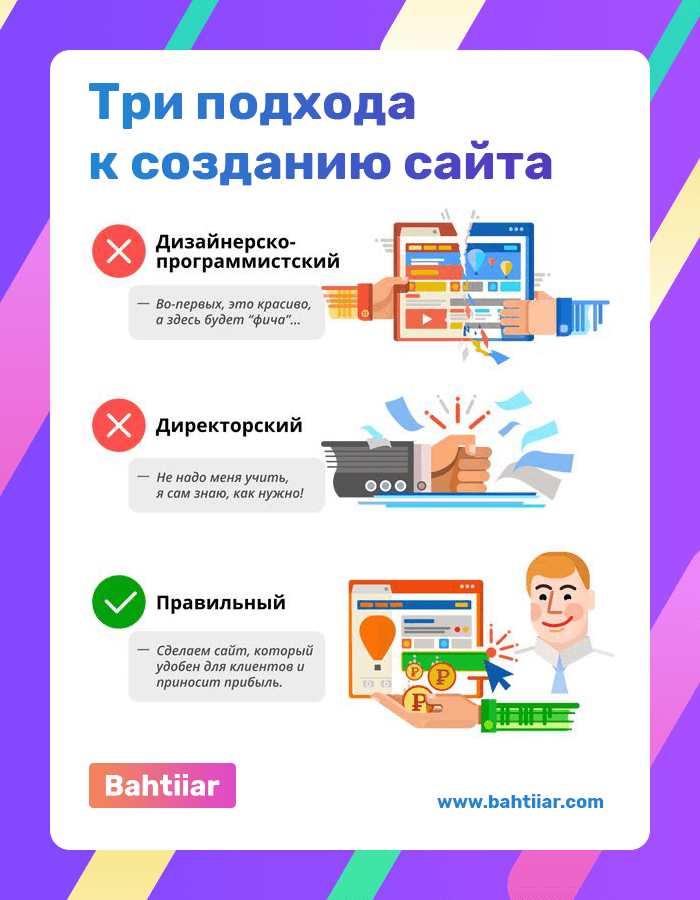 Три подхода
к созданию сайта
Дизайнерско-
программистский
— Во-первых, это красиво,
а здесь будет "фича"...
Директорский
— Не надо меня учить,
я сам знаю, как нужно!
Правильный
— Сделаем сайт, который
удобен для клиентов и
приносит прибыль.
Bahtiiar
www.bahtiiar.com